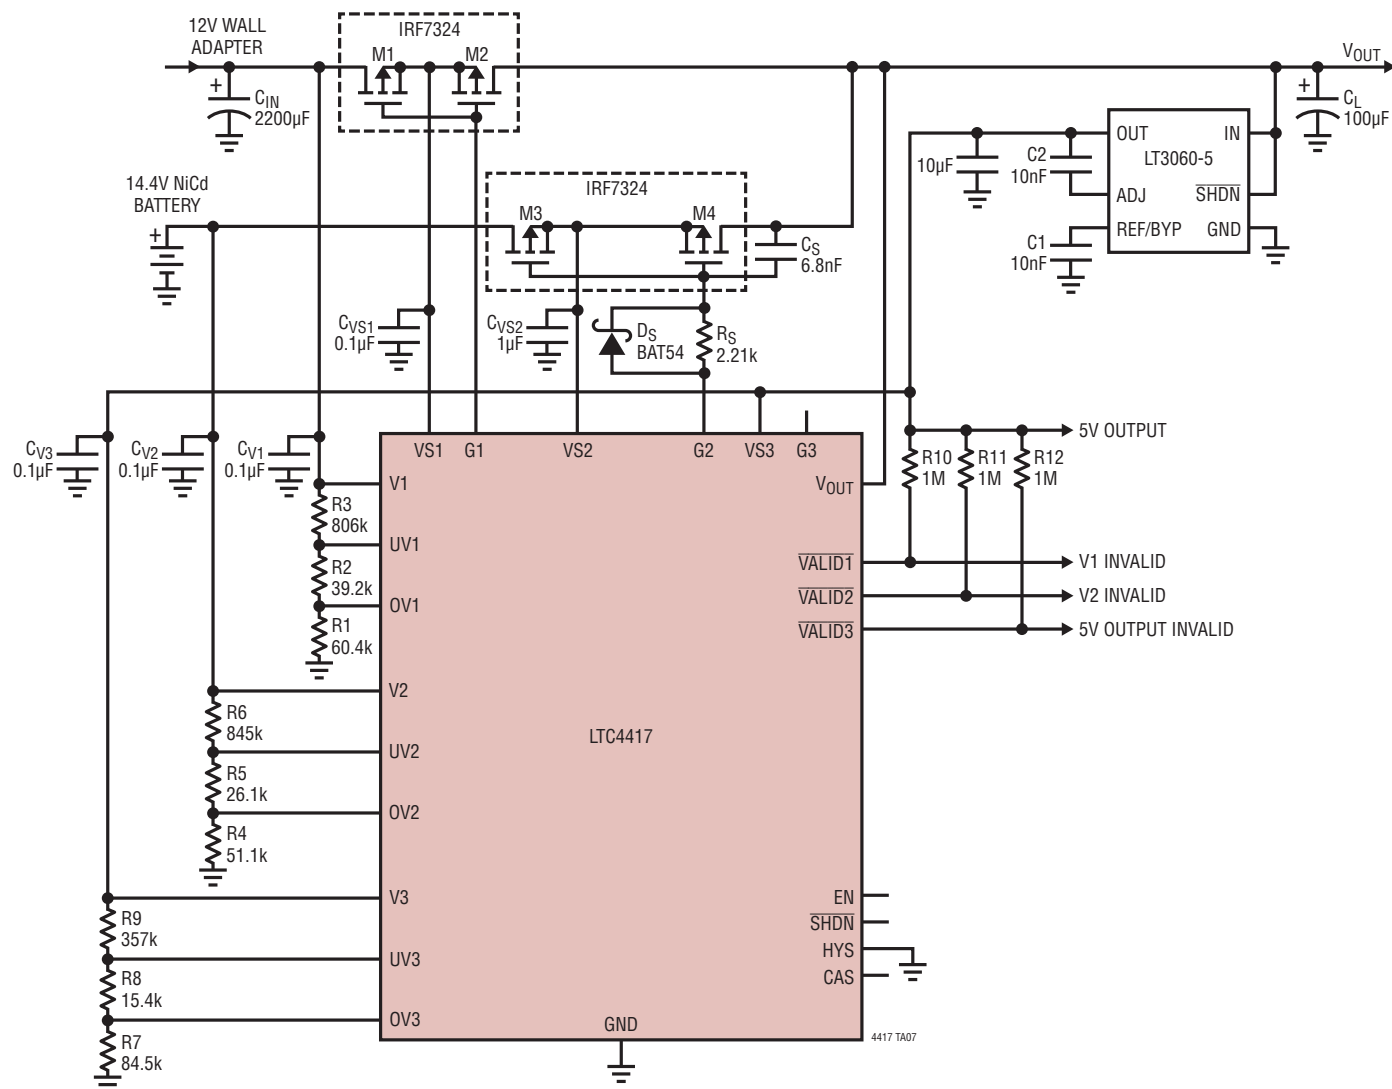 12V WALL
ADAPTER
IRF7324
M1
M2
VOUT
+
CIN
2200µF
+
CL
100µF
OUT
IN
LT3060-5
ADJ
SHDN
REF/BYP
GND
10µF
C2
10nF
C1
10nF
14.4V NiCd
BATTERY
+
IRF7324
M3
M4
CS
6.8nF
CVS1
0.1µF
CVS2
1µF
DS
BAT54
RS
2.21k
CV3
0.1µF
CV2
0.1µF
CV1
0.1µF
VS1
G1
VS2
G2
VS3
G3
5V OUTPUT
R10
1M
R11
1M
R12
1M
V1
VOUT
R3
806k
UV1
R2
39.2k
VALID1
V1 INVALID
OV1
VALID2
V2 INVALID
R1
60.4k
VALID3
5V OUTPUT INVALID
V2
R6
845k
LTC4417
UV2
R5
26.1k
OV2
R4
51.1k
V3
EN
R9
357k
SHDN
HYS
UV3
CAS
R8
15.4k
OV3
GND
R7
84.5k
4417 TA07